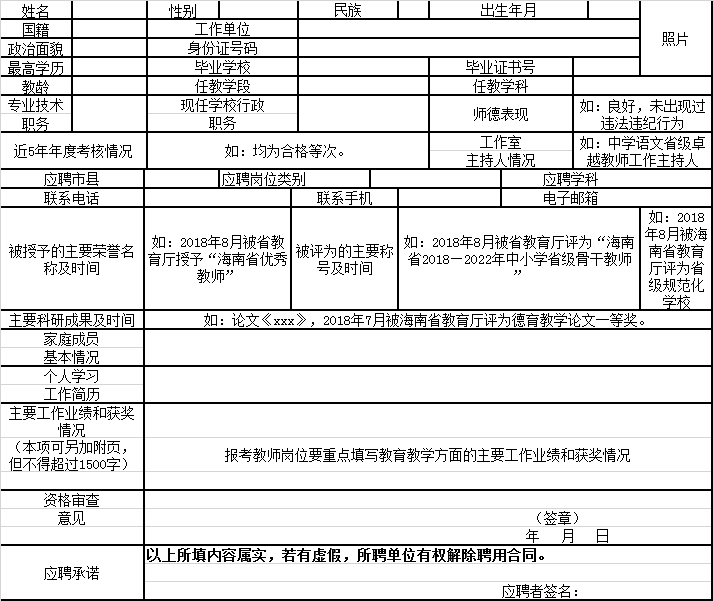 姓名 性别 民族 出生年月
照片
国籍 工作单位
政治面貌 身份证号码
最高学历 毕业学校 毕业证书号
教龄 任教学段 任教学科
专业技术
职务
现任学校行政
职务
师德表现
如：良好，未出现过
违法违纪行为
近5年年度考核情况
如：均为合格等次。
工作室
主持人情况
如：中学语文省级卓
越教师工作主持人
应聘市县 应聘岗位类别 应聘学科
联系电话 联系手机 电子邮箱
被授予的主要荣誉名
称及时间
如：2018年8月被省教
育厅授予“海南省优秀
教师”
被评为的主要称
号及时间
如：2018年8月被省教育厅评为“海南
省2018－2022年中小学省级骨干教师
”
如：2018
年8月被海
南省教育
厅评为省
级规范化
学校
主要科研成果及时间 如：论文《xxx》，2018年7月被海南省教育厅评为德育教学论文一等奖。
家庭成员
基本情况
个人学习
工作简历
主要工作业绩和获奖
情况
（本项可另加附页，
但不得超过1500字）
报考教师岗位要重点填写教育教学方面的主要工作业绩和获奖情况
资格审查
意见
（签章）
年 月 日
应聘承诺
以上所填内容属实，若有虚假，所聘单位有权解除聘用合同。
应聘者签名：